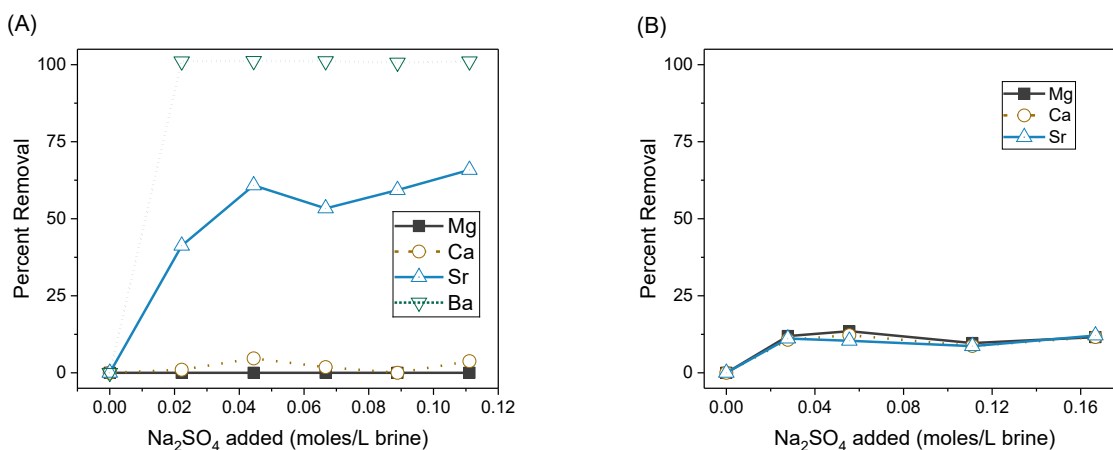 (A)
100
75
50
25
0
Percent Removal
Mg
Ca
Sr
Ba
0.00 0.02 0.04 0.06 0.08 0.10 0.12
Na₂SO₄ added (moles/L brine)
(B)
100
75
50
25
0
Percent Removal
Mg
Ca
Sr
0.00 0.04 0.08 0.12 0.16
Na₂SO₄ added (moles/L brine)